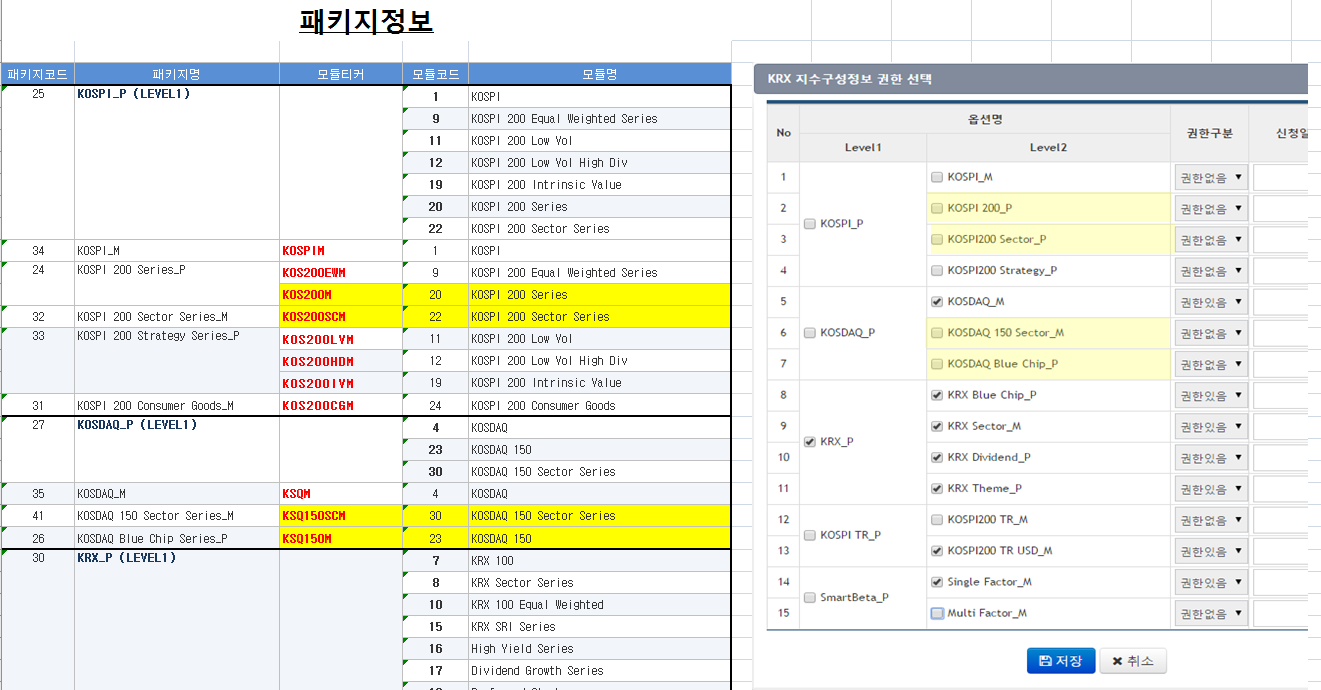 패키지정보
패키지코드 패키지명 모듈티커 모듈코드 모듈명
25 KOSPI_P (LEVEL1) 1 KOSPI
9 KOSPI 200 Equal Weighted Series
11 KOSPI 200 Low Vol
12 KOSPI 200 Low Vol High Div
19 KOSPI 200 Intrinsic Value
20 KOSPI 200 Series
22 KOSPI 200 Sector Series
34 KOSPI_M KOSPIM 1 KOSPI
24 KOSPI 200 Series_P KOS200EWM 9 KOSPI 200 Equal Weighted Series
KOS200M 20 KOSPI 200 Series
32 KOSPI 200 Sector Series_M KOS200SCM 22 KOSPI 200 Sector Series
33 KOSPI 200 Strategy Series_P KOS200LVM 11 KOSPI 200 Low Vol
KOS200HDM 12 KOSPI 200 Low Vol High Div
KOS200IVM 19 KOSPI 200 Intrinsic Value
31 KOSPI 200 Consumer Goods_M KOS200CGM 24 KOSPI 200 Consumer Goods
27 KOSDAQ_P (LEVEL1) 4 KOSDAQ
23 KOSDAQ 150
30 KOSDAQ 150 Sector Series
35 KOSDAQ_M KSQM 4 KOSDAQ
41 KOSDAQ 150 Sector Series_M KSQ150SCM 30 KOSDAQ 150 Sector Series
26 KOSDAQ Blue Chip Series_P KSQ150M 23 KOSDAQ 150
30 KRX_P (LEVEL1) 7 KRX 100
8 KRX Sector Series
10 KRX 100 Equal Weighted
15 KRX SRI Series
16 High Yield Series
17 Dividend Growth Series
KRX 지수구성정보 권한 선택
No 옵션명 권한구분 신청일
Level1 Level2
1 KOSPI_M 권한없음
2 KOSPI 200_P 권한없음
KOSPI_P
3 KOSPI200 Sector_P 권한없음
4 KOSPI200 Strategy_P 권한없음
5 KOSDAQ_M 권한있음
6 KOSDAQ_P KOSDAQ 150 Sector_M 권한없음
7 KOSDAQ Blue Chip_P 권한없음
8 KRX Blue Chip_P 권한있음
9 KRX Sector_M 권한있음
KRX_P
10 KRX Dividend_P 권한있음
11 KRX Theme_P 권한있음
12 KOSPI200 TR_M 권한없음
KOSPI TR_P
13 KOSPI200 TR USD_M 권한있음
14 Single Factor_M 권한있음
SmartBeta_P
15 Multi Factor_M 권한없음
저장 취소